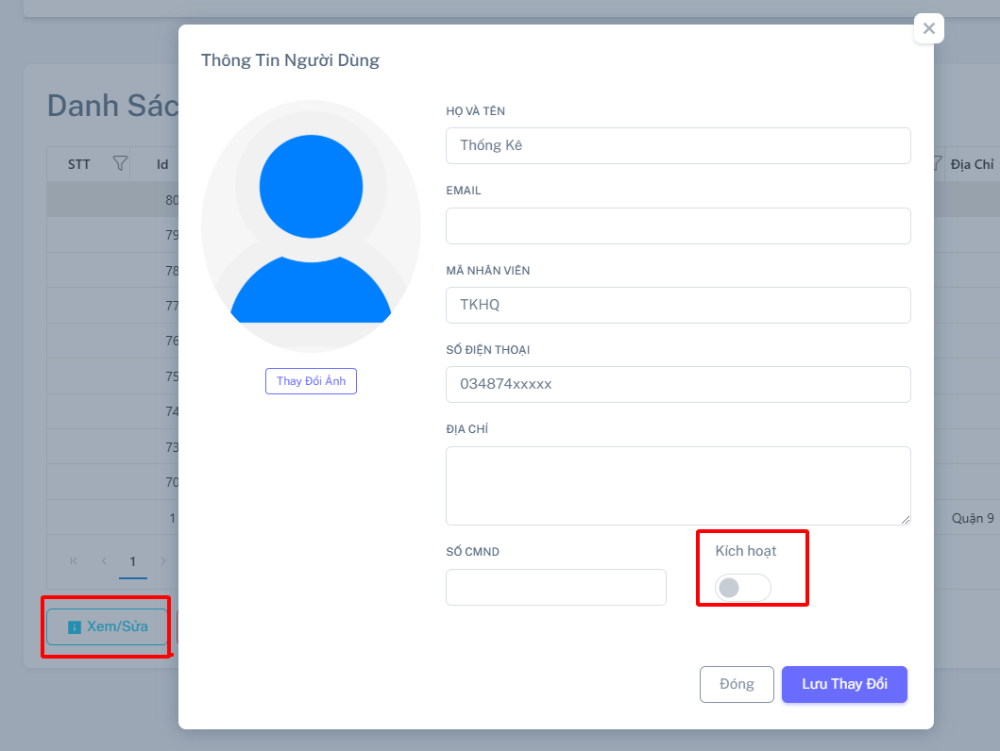 Thông Tin Người Dùng
Danh Sác
STT
Id
Địa Chỉ
80
79
78
77
76
75
74
73
70
1
Quận 9
1
Xem/Sửa
Thay Đổi Ảnh
HỌ VÀ TÊN
Thống Kê
EMAIL
MÃ NHÂN VIÊN
TKHQ
SỐ ĐIỆN THOẠI
034874xxxxx
ĐỊA CHỈ
SỐ CMND
Kích hoạt
Đóng
Lưu Thay Đổi